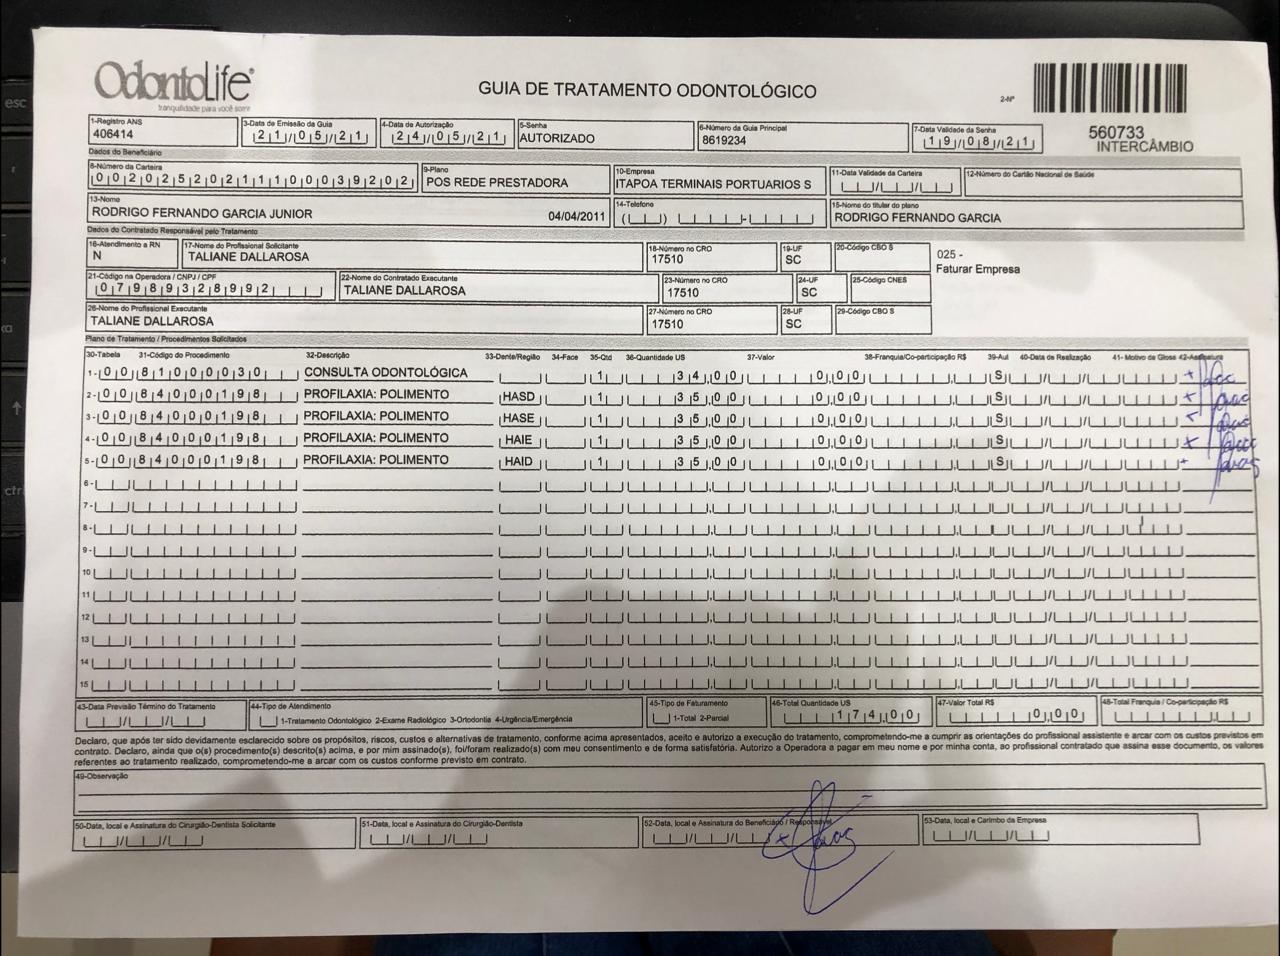 esc
OdontoLife®
tranquilidade para você sorrir
GUIA DE TRATAMENTO ODONTOLÓGICO
2-Nº
560733
INTERCÂMBIO
1-Registro ANS
406414
3-Data de Emissão da Guia
21/05/21
4-Data de Autorização
24/05/21
5-Senha
AUTORIZADO
6-Número da Guia Principal
8619234
7-Data Validade da Senha
19/08/21
Dados do Beneficiário
8-Número da Carteira
00202520211100039202
9-Plano
POS REDE PRESTADORA
10-Empresa
ITAPOA TERMINAIS PORTUARIOS S
11-Data Validade da Carteira
12-Número do Cartão Nacional de Saúde
13-Nome
RODRIGO FERNANDO GARCIA JUNIOR 04/04/2011
14-Telefone
15-Nome do titular do plano
RODRIGO FERNANDO GARCIA
Dados do Contratado Responsável pelo Tratamento
16-Atendimento a RN
N
17-Nome do Profissional Solicitante
TALIANE DALLAROSA
18-Número no CRO
17510
19-UF
SC
20-Código CBO S
025 -
Faturar Empresa
21-Código na Operadora / CNPJ / CPF
07989328992
22-Nome do Contratado Executante
TALIANE DALLAROSA
23-Número no CRO
17510
24-UF
SC
25-Código CNES
26-Nome do Profissional Executante
TALIANE DALLAROSA
27-Número no CRO
17510
28-UF
SC
29-Código CBO S
Plano de Tratamento / Procedimentos Solicitados
30-Tabela 31-Código do Procedimento 32-Descrição 33-Dente/Região 34-Face 35-Qtd 36-Quantidade US 37-Valor 38-Franquia/Co-participação R$ 39-Aut 40-Data de Realização 41- Motivo da Glosa 42-Assinatura
1- 00 81000030 CONSULTA ODONTOLÓGICA 1 34,00 0,00 S
2- 00 84000198 PROFILAXIA: POLIMENTO HASD 1 35,00 0,00 S
3- 00 84000198 PROFILAXIA: POLIMENTO HASE 1 35,00 0,00 S
4- 00 84000198 PROFILAXIA: POLIMENTO HAIE 1 35,00 0,00 S
5- 00 84000198 PROFILAXIA: POLIMENTO HAID 1 35,00 0,00 S
6-
7-
8-
9-
10
11
12
13
14
15
43-Data Previsão Término do Tratamento
44-Tipo de Atendimento
1-Tratamento Odontológico 2-Exame Radiológico 3-Ortodontia 4-Urgência/Emergência
45-Tipo de Faturamento
1-Total 2-Parcial
46-Total Quantidade US
174,00
47-Valor Total R$
0,00
48-Total Franquia / Co-participação R$
Declaro, que após ter sido devidamente esclarecido sobre os propósitos, riscos, custos e alternativas de tratamento, conforme acima apresentados, aceito e autorizo a execução do tratamento, comprometendo-me a cumprir as orientações do profissional assistente e arcar com os custos previstos em
contrato. Declaro, ainda que o(s) procedimento(s) descrito(s) acima, e por mim assinado(s), foi/foram realizado(s) com meu consentimento e de forma satisfatória. Autorizo a Operadora a pagar em meu nome e por minha conta, ao profissional contratado que assina esse documento, os valores
referentes ao tratamento realizado, comprometendo-me a arcar com os custos conforme previsto em contrato.
49-Observação
50-Data, local e Assinatura do Cirurgião-Dentista Solicitante
51-Data, local e Assinatura do Cirurgião-Dentista
52-Data, local e Assinatura do Beneficiário / Responsável
53-Data, local e Carimbo da Empresa